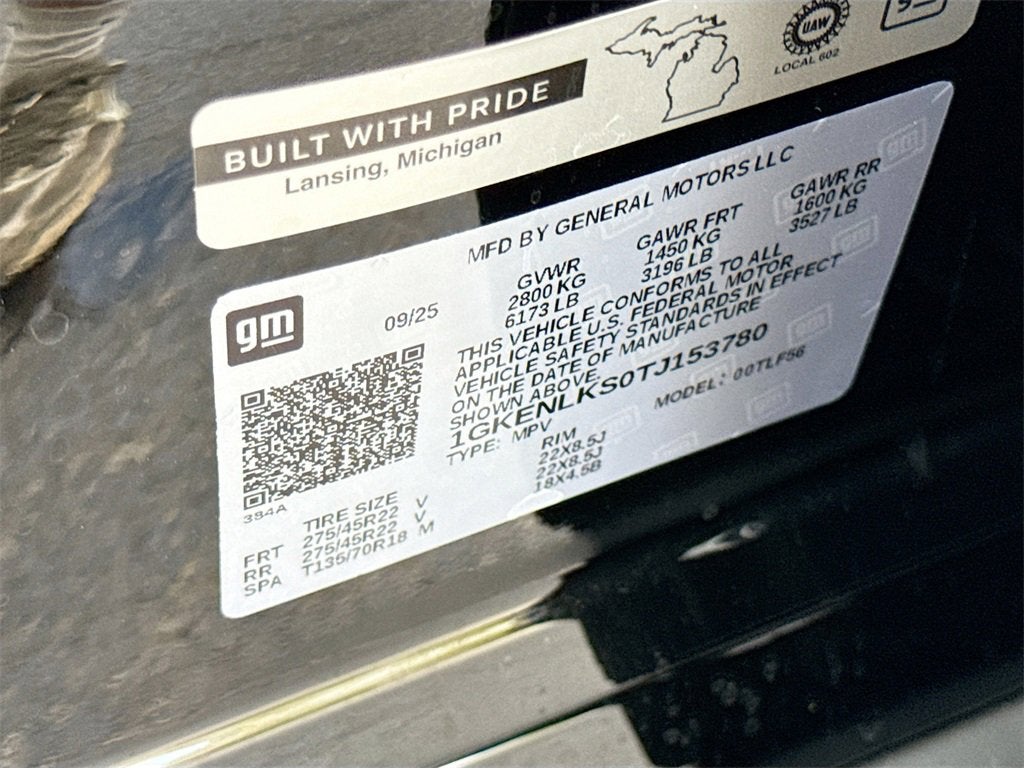 BUILT WITH PRIDE
Lansing, Michigan
UAW
LOCAL 602
MFD BY GENERAL MOTORS LLC
gm
09/25
GVWR GAWR FRT GAWR RR
2800 KG 1450 KG 1600 KG
6173 LB 3196 LB 3527 LB
THIS VEHICLE CONFORMS TO ALL
APPLICABLE U.S. FEDERAL MOTOR
VEHICLE SAFETY STANDARDS IN EFFECT
ON THE DATE OF MANUFACTURE
SHOWN ABOVE.
1GKENLKS0TJ153780
TYPE: MPV MODEL: 00TLF56
384A
TIRE SIZE RIM
FRT 275/45R22 V 22X8.5J
RR 275/45R22 V 22X8.5J
SPA T135/70R18 M 18X4.5B